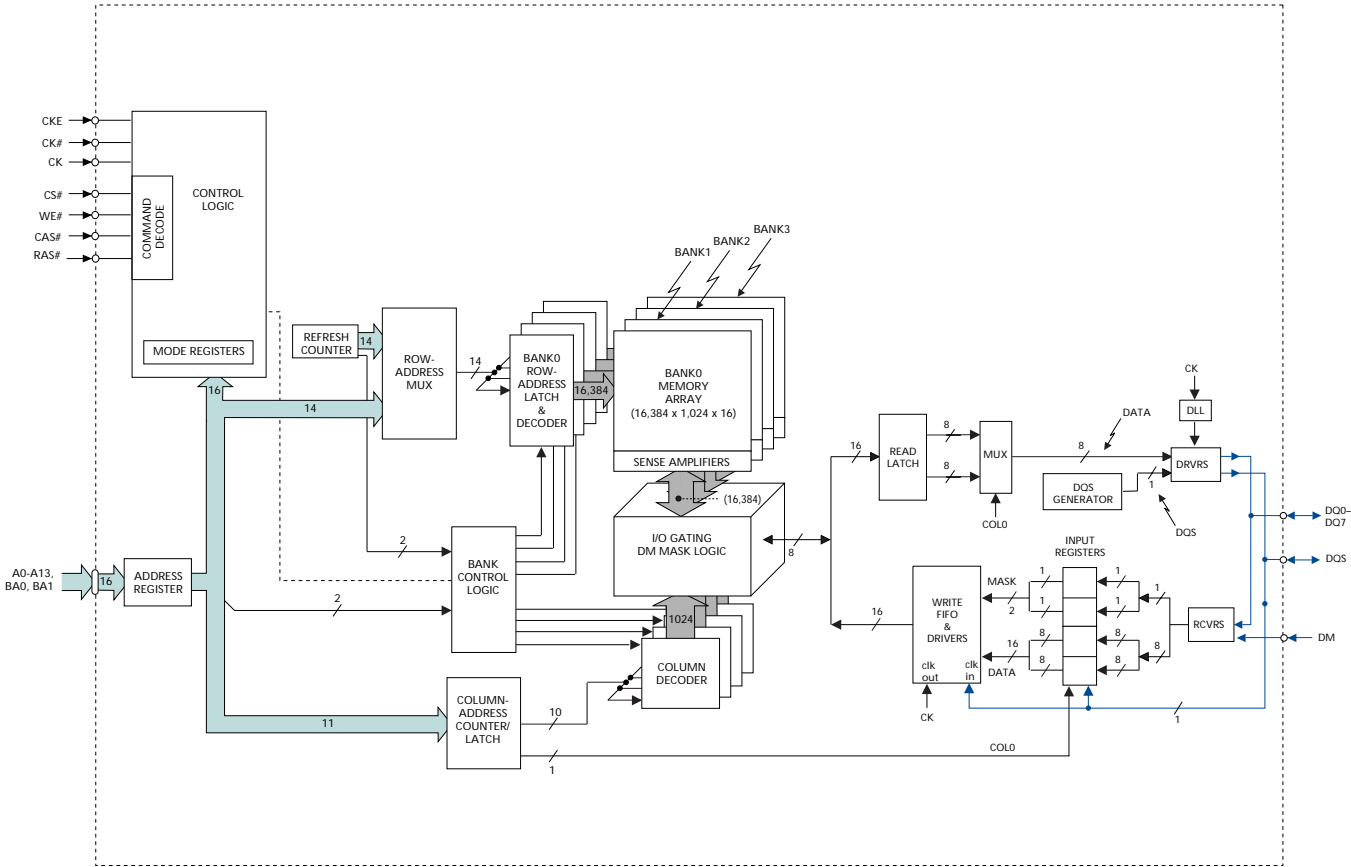 CKE
CK#
CK
CS#
WE#
CAS#
RAS#
COMMAND
DECODE
CONTROL
LOGIC
MODE REGISTERS
16
REFRESH
COUNTER
14
14
ROW-
ADDRESS
MUX
14
BANK0
ROW-
ADDRESS
LATCH
&
DECODER
16,384
BANK1
BANK2
BANK3
BANK0
MEMORY
ARRAY
(16,384 x 1,024 x 16)
SENSE AMPLIFIERS
(16,384)
I/O GATING
DM MASK LOGIC
8
1024
COLUMN
DECODER
2
2
BANK
CONTROL
LOGIC
A0-A13,
BA0, BA1
16
ADDRESS
REGISTER
11
COLUMN-
ADDRESS
COUNTER/
LATCH
10
1
COL0
16
READ
LATCH
8
8
MUX
COL0
8
DATA
CK
DLL
DRVRS
DQS
GENERATOR
1
DQS
DQ0–
DQ7
DQS
DM
RCVRS
INPUT
REGISTERS
1
1
8
8
1
1
8
8
1
8
MASK
2
16
DATA
WRITE
FIFO
&
DRIVERS
clk
out
clk
in
CK
16
1